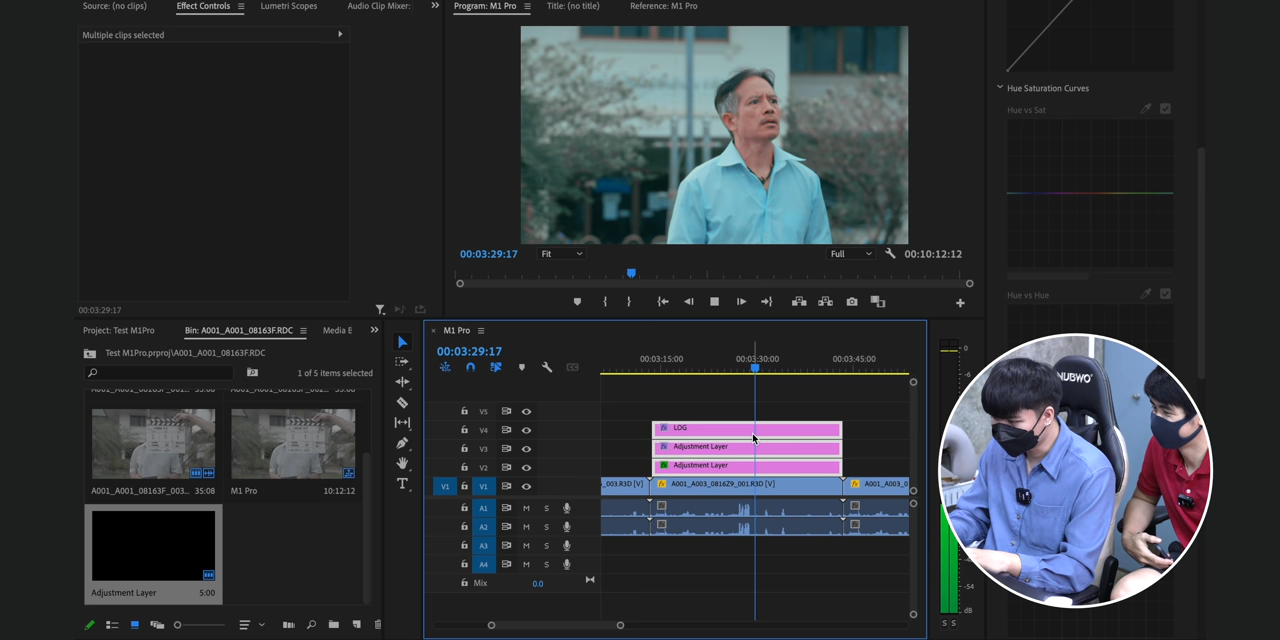 Source: (no clips)
Effect Controls
Lumetri Scopes
Audio Clip Mixer:
Multiple clips selected
00:03:29:17
Program: M1 Pro
Title: (no title)
Reference: M1 Pro
00:03:29:17
Fit
Full
00:10:12:12
Hue Saturation Curves
Hue vs Sat
Hue vs Hue
Project: Test M1Pro
Bin: A001_A001_08163F.RDC
Media B
Test M1Pro.prproj\A001_A001_08163F.RDC
1 of 5 items selected
A001_A001_08163F_003...
35:08
M1 Pro
10:12:12
Adjustment Layer
5:00
× M1 Pro
00:03:29:17
00:03:15:00
00:03:30:00
00:03:45:00
V5
V4
LOG
V3
Adjustment Layer
V2
Adjustment Layer
V1
V1
_003.R3D [V]
A001_A003_0816Z9_001.R3D [V]
A001_A003_0
A1
M
S
A2
M
S
A3
M
S
A4
M
S
Mix
0.0
0
-6
-54
dB
S S
NUBWO